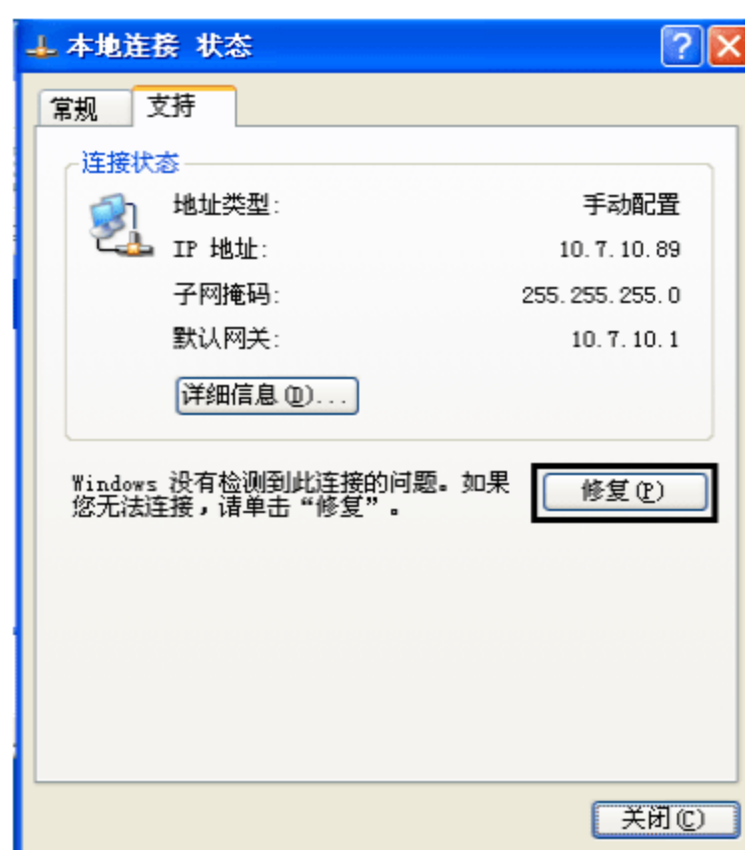 本地连接 状态
常规
支持
连接状态
地址类型: 手动配置
IP 地址: 10.7.10.89
子网掩码: 255.255.255.0
默认网关: 10.7.10.1
详细信息(D)...
Windows 没有检测到此连接的问题。如果
您无法连接，请单击“修复”。
修复(P)
关闭(C)